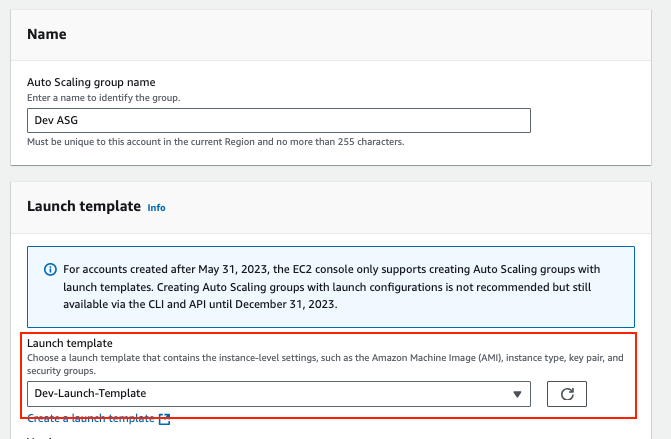 Name
Auto Scaling group name
Enter a name to identify the group.
Dev ASG
Must be unique to this account in the current Region and no more than 255 characters.
Launch template Info
For accounts created after May 31, 2023, the EC2 console only supports creating Auto Scaling groups with
launch templates. Creating Auto Scaling groups with launch configurations is not recommended but still
available via the CLI and API until December 31, 2023.
Launch template
Choose a launch template that contains the instance-level settings, such as the Amazon Machine Image (AMI), instance type, key pair, and
security groups.
Dev-Launch-Template
Create a launch template